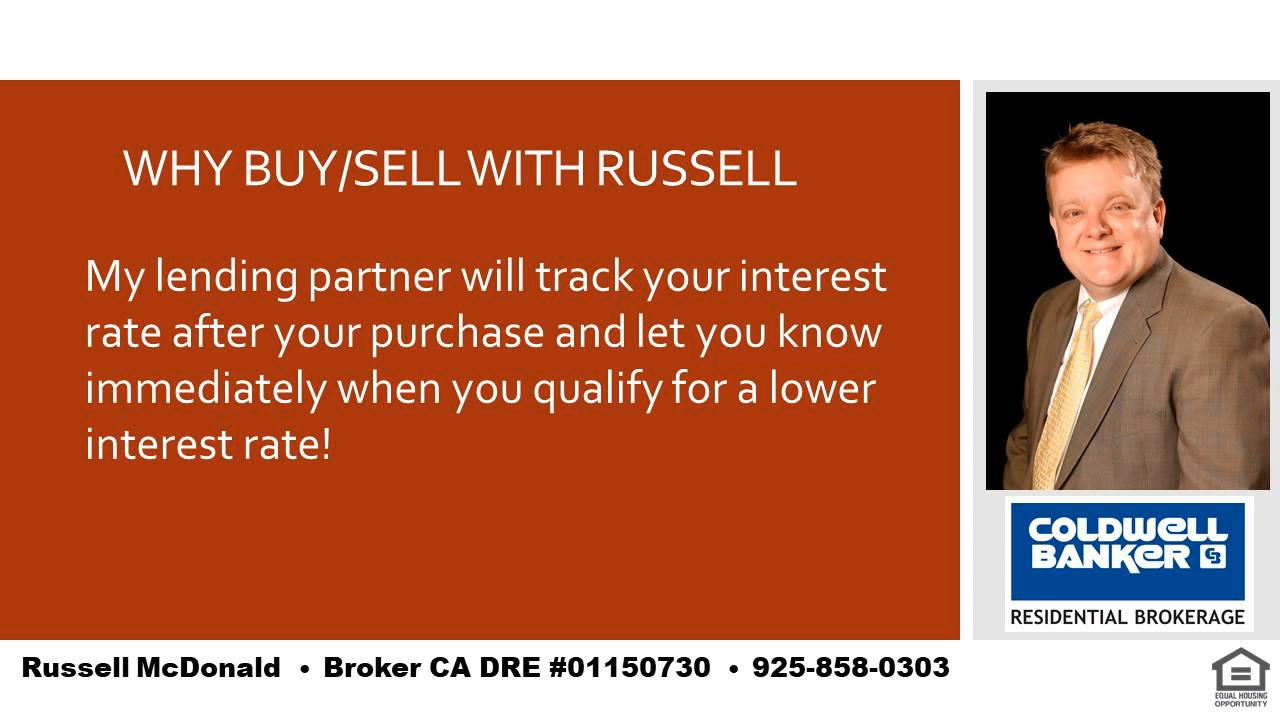 WHY BUY/SELL WITH RUSSELL
My lending partner will track your interest
rate after your purchase and let you know
immediately when you qualify for a lower
interest rate!
COLDWELL
BANKER CB
RESIDENTIAL BROKERAGE
Russell McDonald • Broker CA DRE #01150730 • 925-858-0303
EQUAL HOUSING
OPPORTUNITY